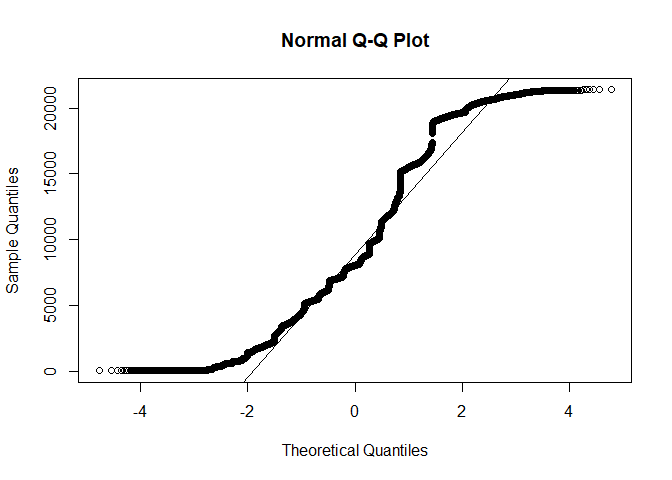 Normal Q-Q Plot
Sample Quantiles
20000
15000
10000
5000
0
-4 -2 0 2 4
Theoretical Quantiles